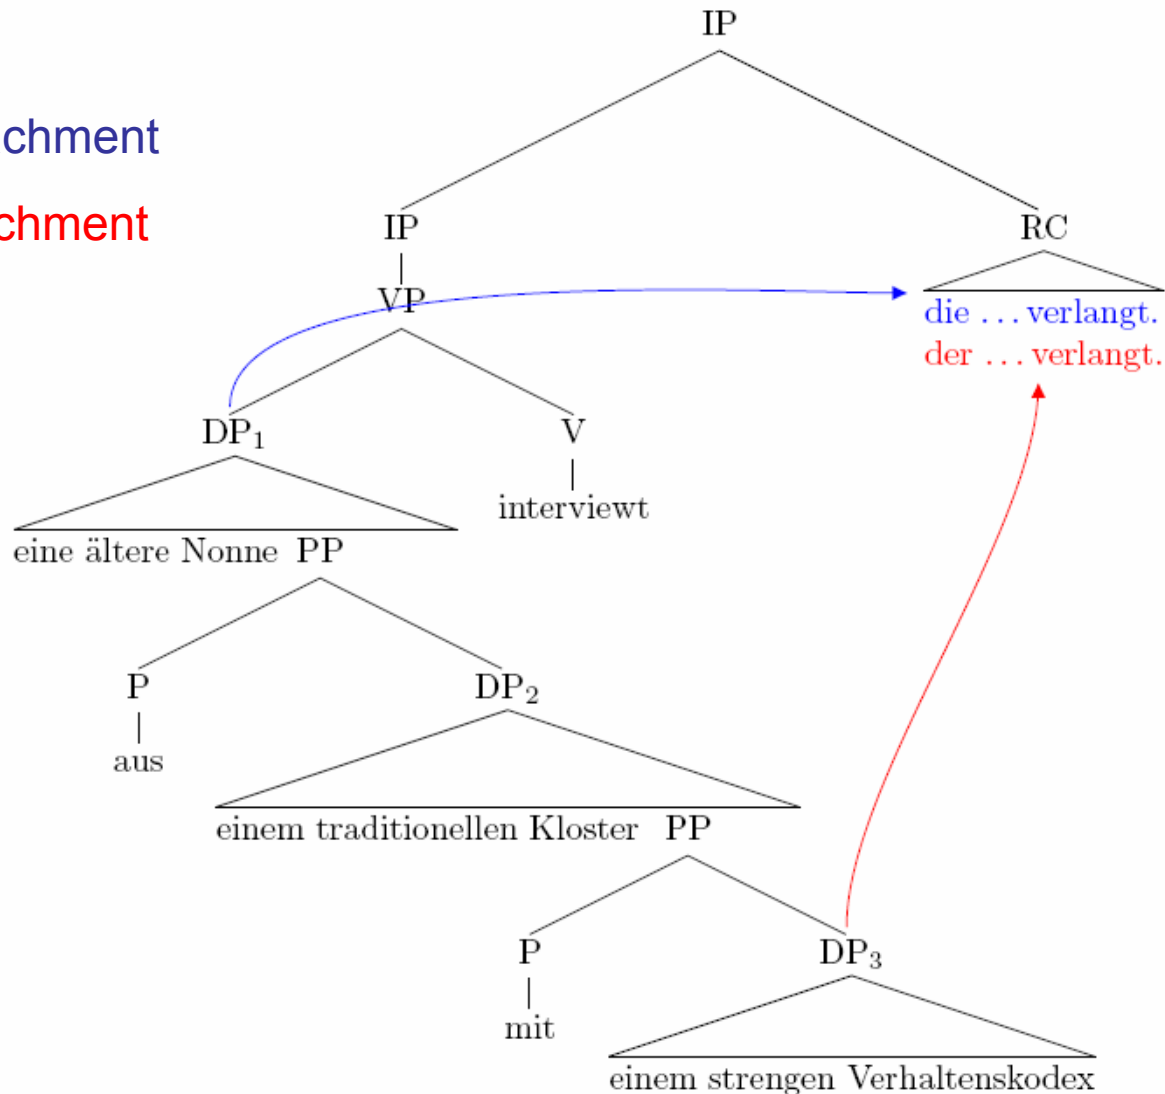 IP
chment
chment
IP RC
VP
die ... verlangt.
der ... verlangt.
DP₁ V
interviewt
eine ältere Nonne PP
P DP₂
aus
einem traditionellen Kloster PP
P DP₃
mit
einem strengen Verhaltenskodex